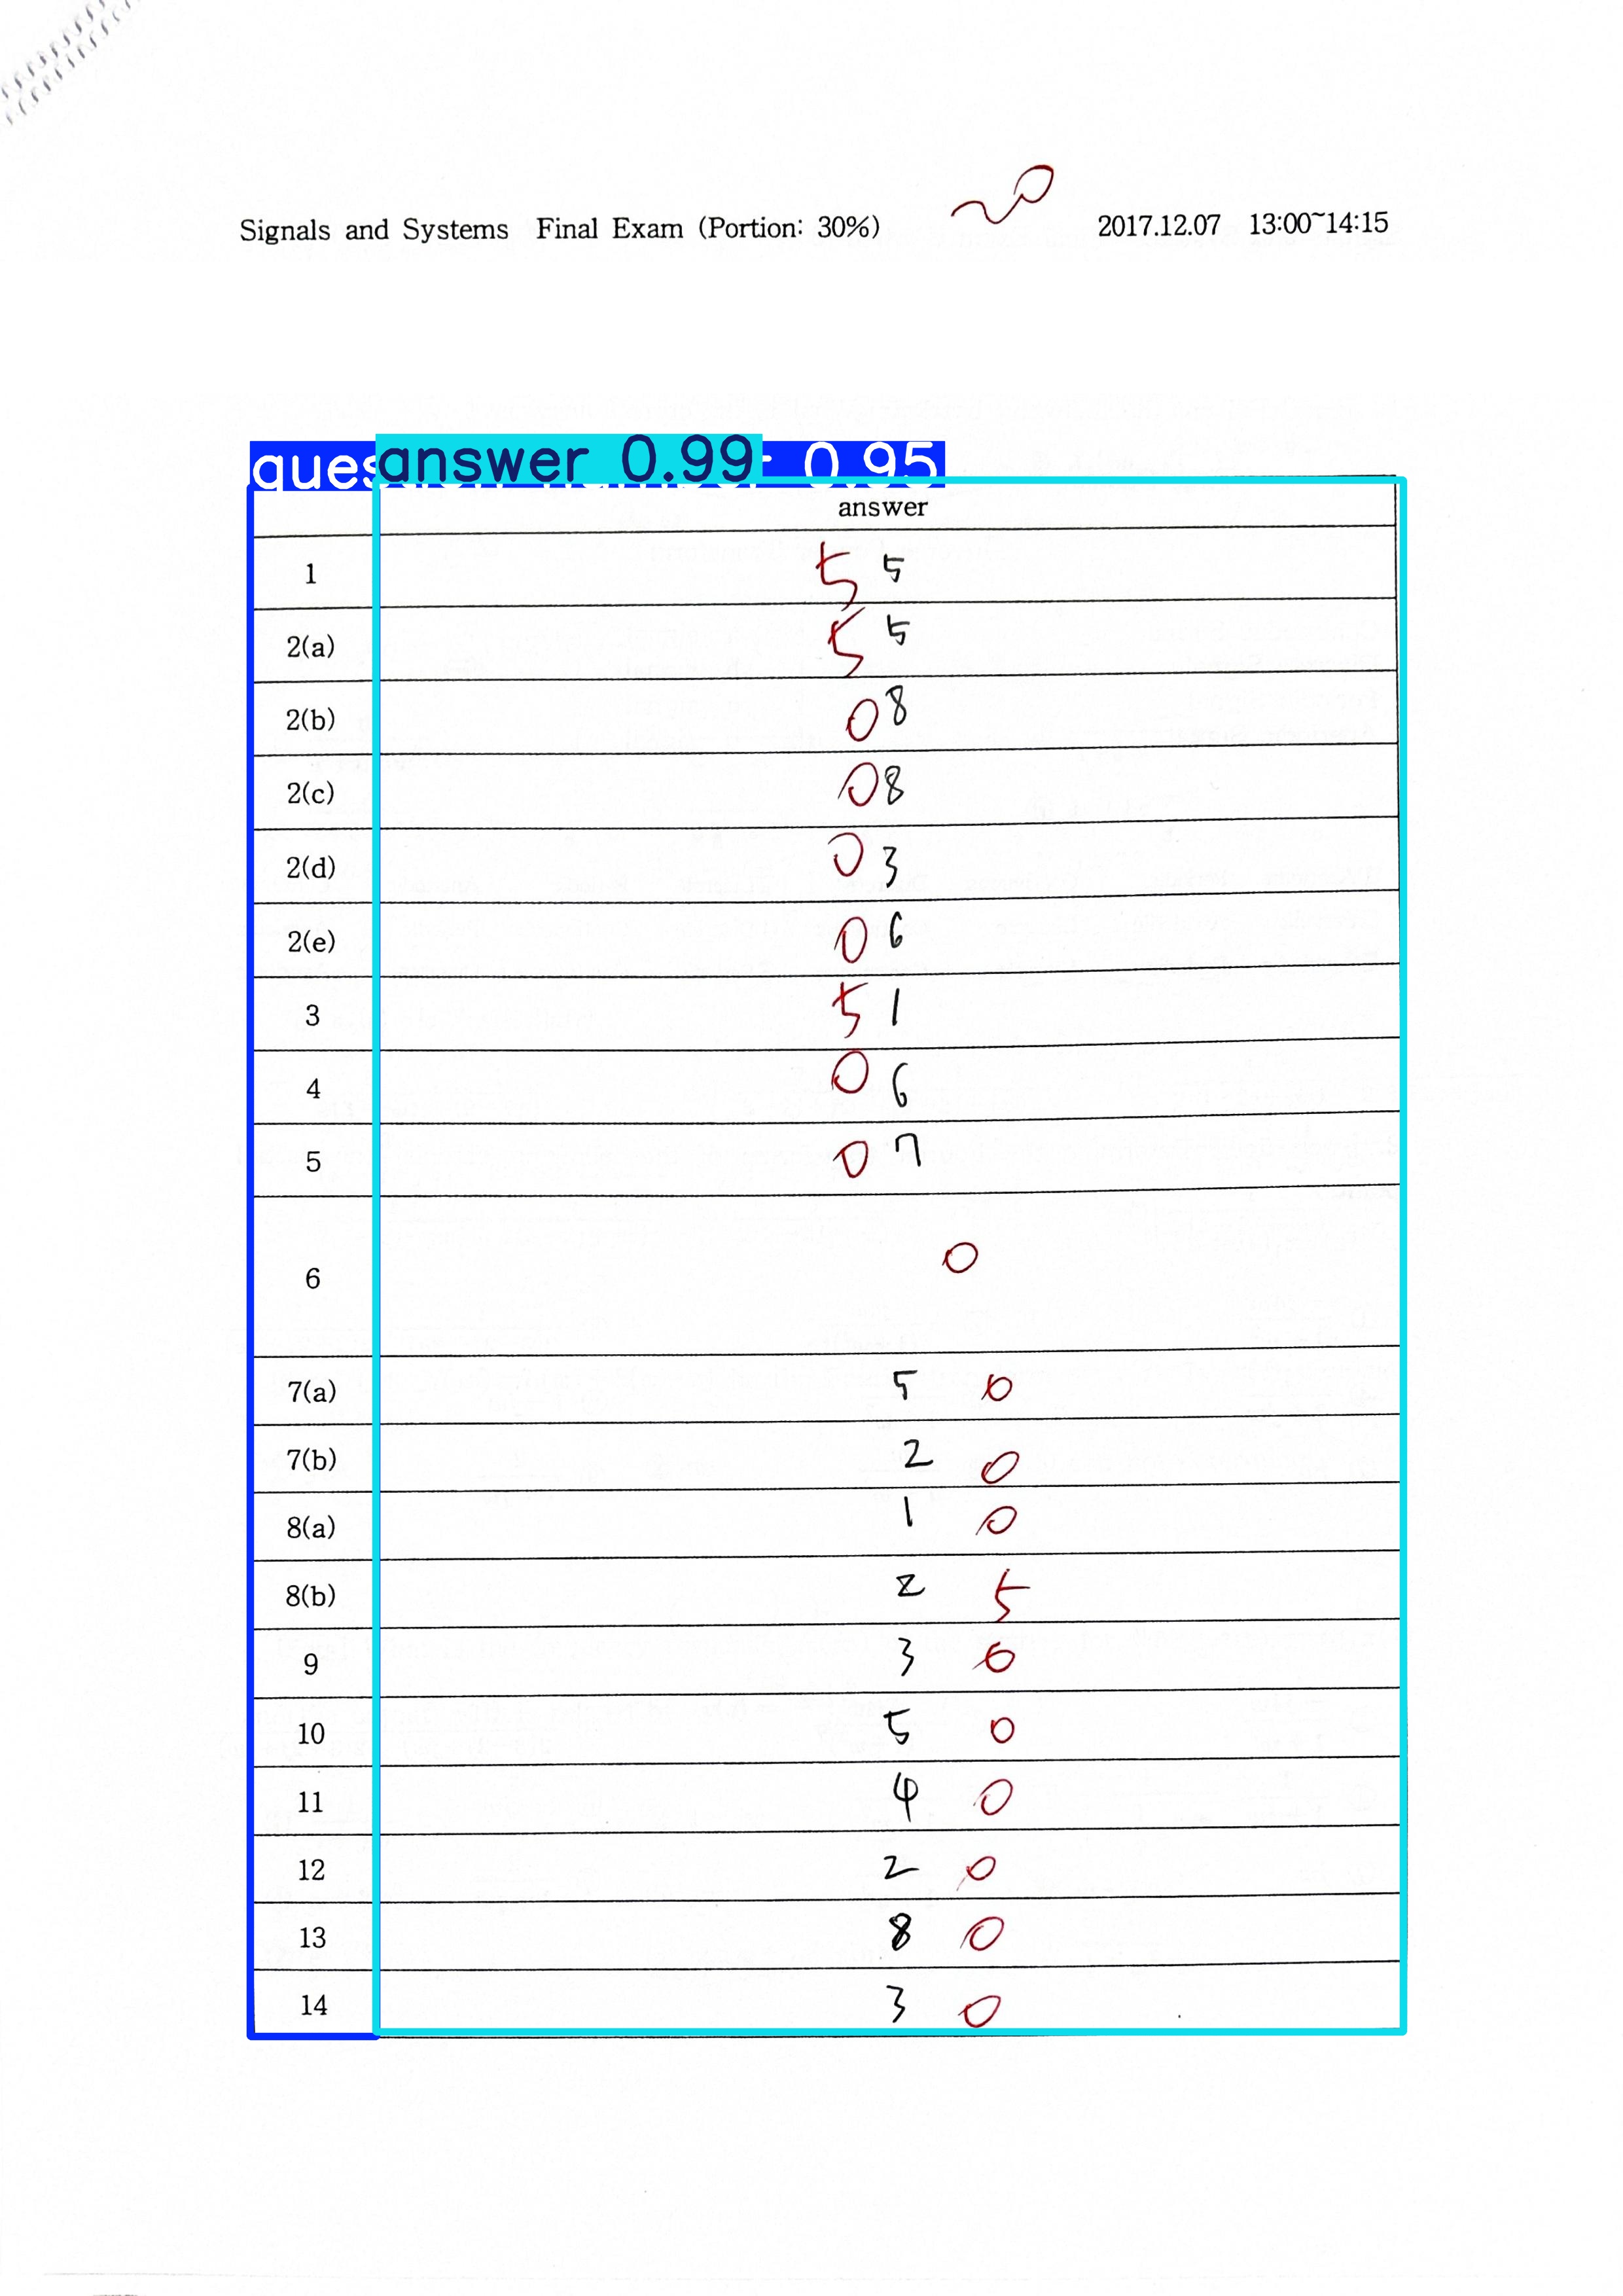 20
Signals and Systems Final Exam (Portion: 30%) 2017.12.07 13:00~14:15
answer 0.99 0.95
answer
1 5 5
2(a) 5 5
2(b) 0 8
2(c) 0 8
2(d) 0 3
2(e) 0 6
3 5 1
4 0 6
5 0 7
6 0
7(a) 5 0
7(b) 2 0
8(a) 1 0
8(b) 2 5
9 3 0
10 5 0
11 4 0
12 2 0
13 8 0
14 3 0